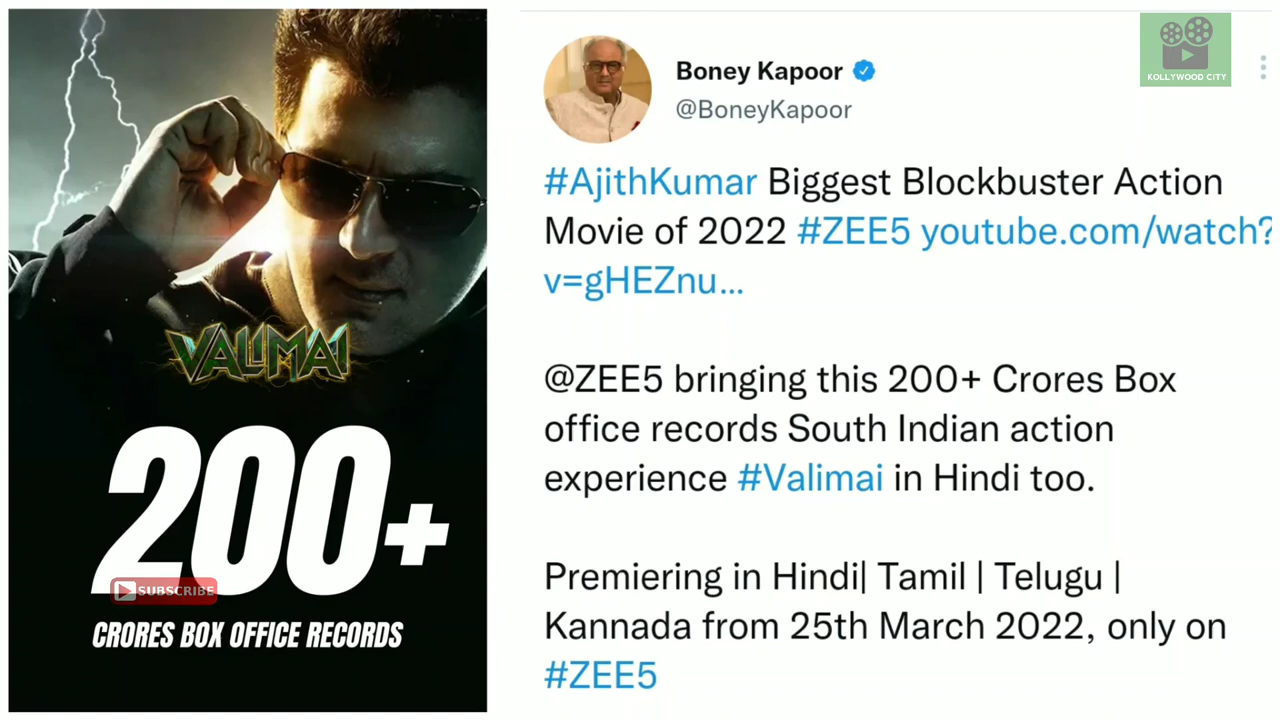 VALIMAI
200+
SUBSCRIBE
CRORES BOX OFFICE RECORDS
KOLLYWOOD CITY
Boney Kapoor
@BoneyKapoor
#AjithKumar Biggest Blockbuster Action
Movie of 2022 #ZEE5 youtube.com/watch?
v=gHEZnu...
@ZEE5 bringing this 200+ Crores Box
office records South Indian action
experience #Valimai in Hindi too.
Premiering in Hindi| Tamil | Telugu |
Kannada from 25th March 2022, only on
#ZEE5